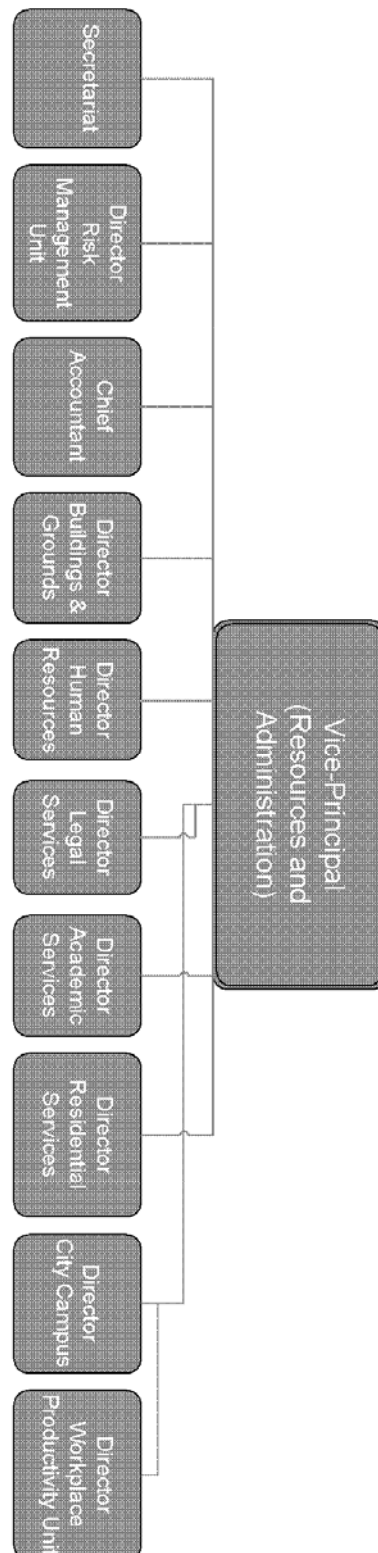 Vice-Principal
(Resources and
Administration)
Secretariat
Director
Risk
Management
Unit
Chief
Accountant
Director
Buildings &
Grounds
Director
Human
Resources
Director
Legal
Services
Director
Academic
Services
Director
Residential
Services
Director
City Campus
Director
Workplace
Productivity Unit